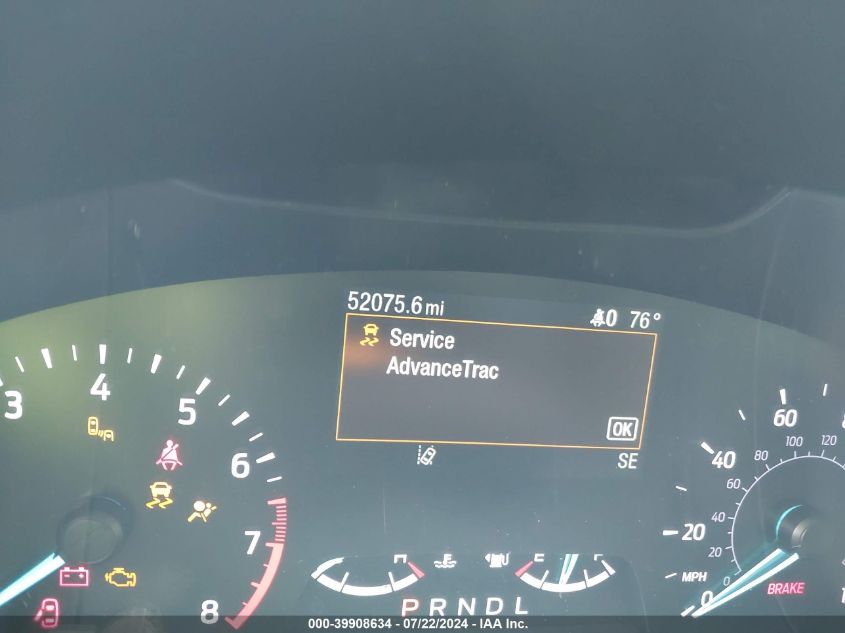 52075.6 mi
0 76°
Service
AdvanceTrac
OK
SE
3 4 5 6 7 8
H E F
P R N D L
0 20 40 60
MPH
0 20 40 60 80 100 120
BRAKE
000-39908634 - 07/22/2024 - IAA Inc.